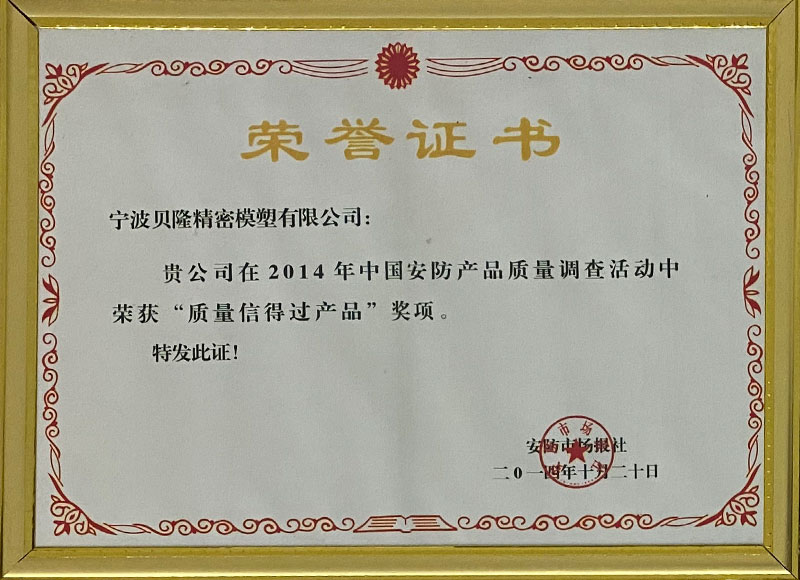 荣誉证书
宁波贝隆精密模塑有限公司：
贵公司在2014年中国安防产品质量调查活动中
荣获“质量信得过产品”奖项。
特发此证！
安防市场报社
二0一四年十月二十日